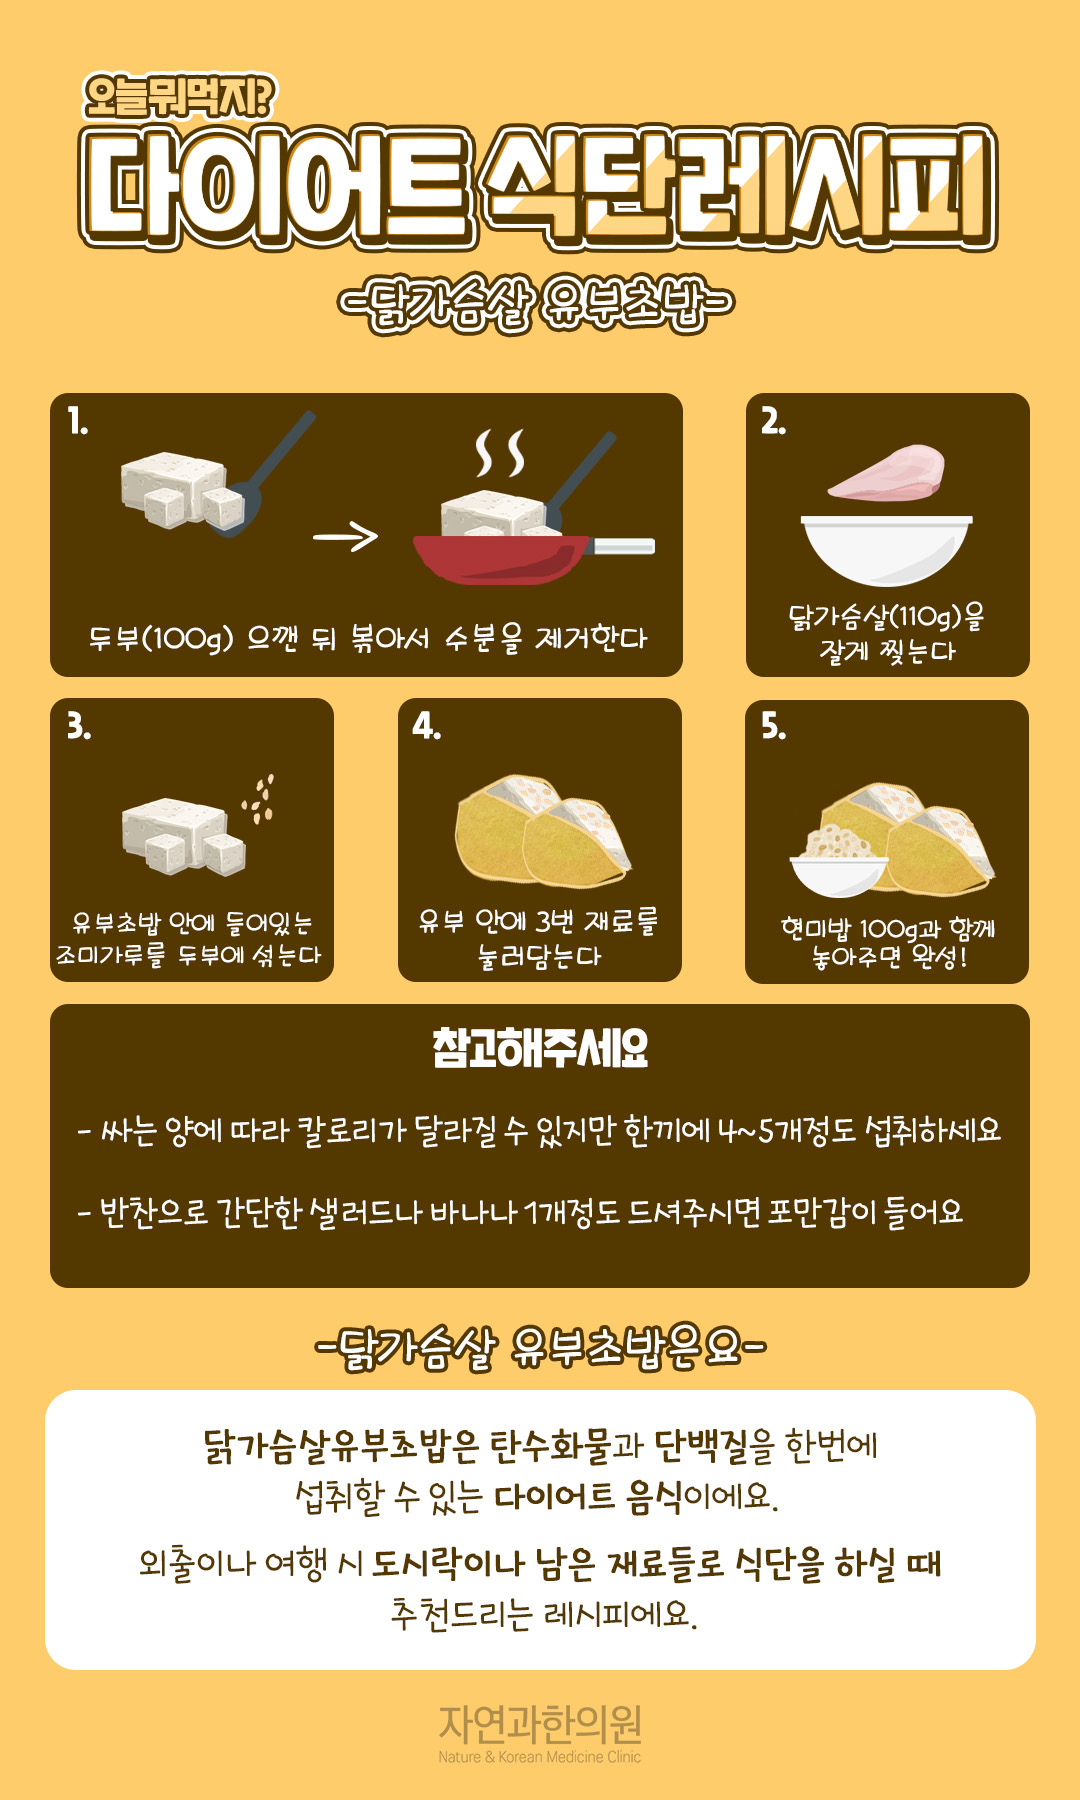 오늘뭐먹지?
다이어트 식단레시피
-닭가슴살 유부초밥-
1.
두부(100g) 으깬 뒤 볶아서 수분을 제거한다
2.
닭가슴살(110g)을
잘게 찢는다
3.
유부초밥 안에 들어있는
조미가루를 두부에 섞는다
4.
유부 안에 3번 재료를
눌러담는다
5.
현미밥 100g과 함께
놓아주면 완성!
참고해주세요
- 싸는 양에 따라 칼로리가 달라질 수 있지만 한끼에 4~5개정도 섭취하세요
- 반찬으로 간단한 샐러드나 바나나 1개정도 드셔주시면 포만감이 들어요
-닭가슴살 유부초밥은요-
닭가슴살유부초밥은 탄수화물과 단백질을 한번에
섭취할 수 있는 다이어트 음식이에요.
외출이나 여행 시 도시락이나 남은 재료들로 식단을 하실 때
추천드리는 레시피에요.
자연과한의원
Nature & Korean Medicine Clinic